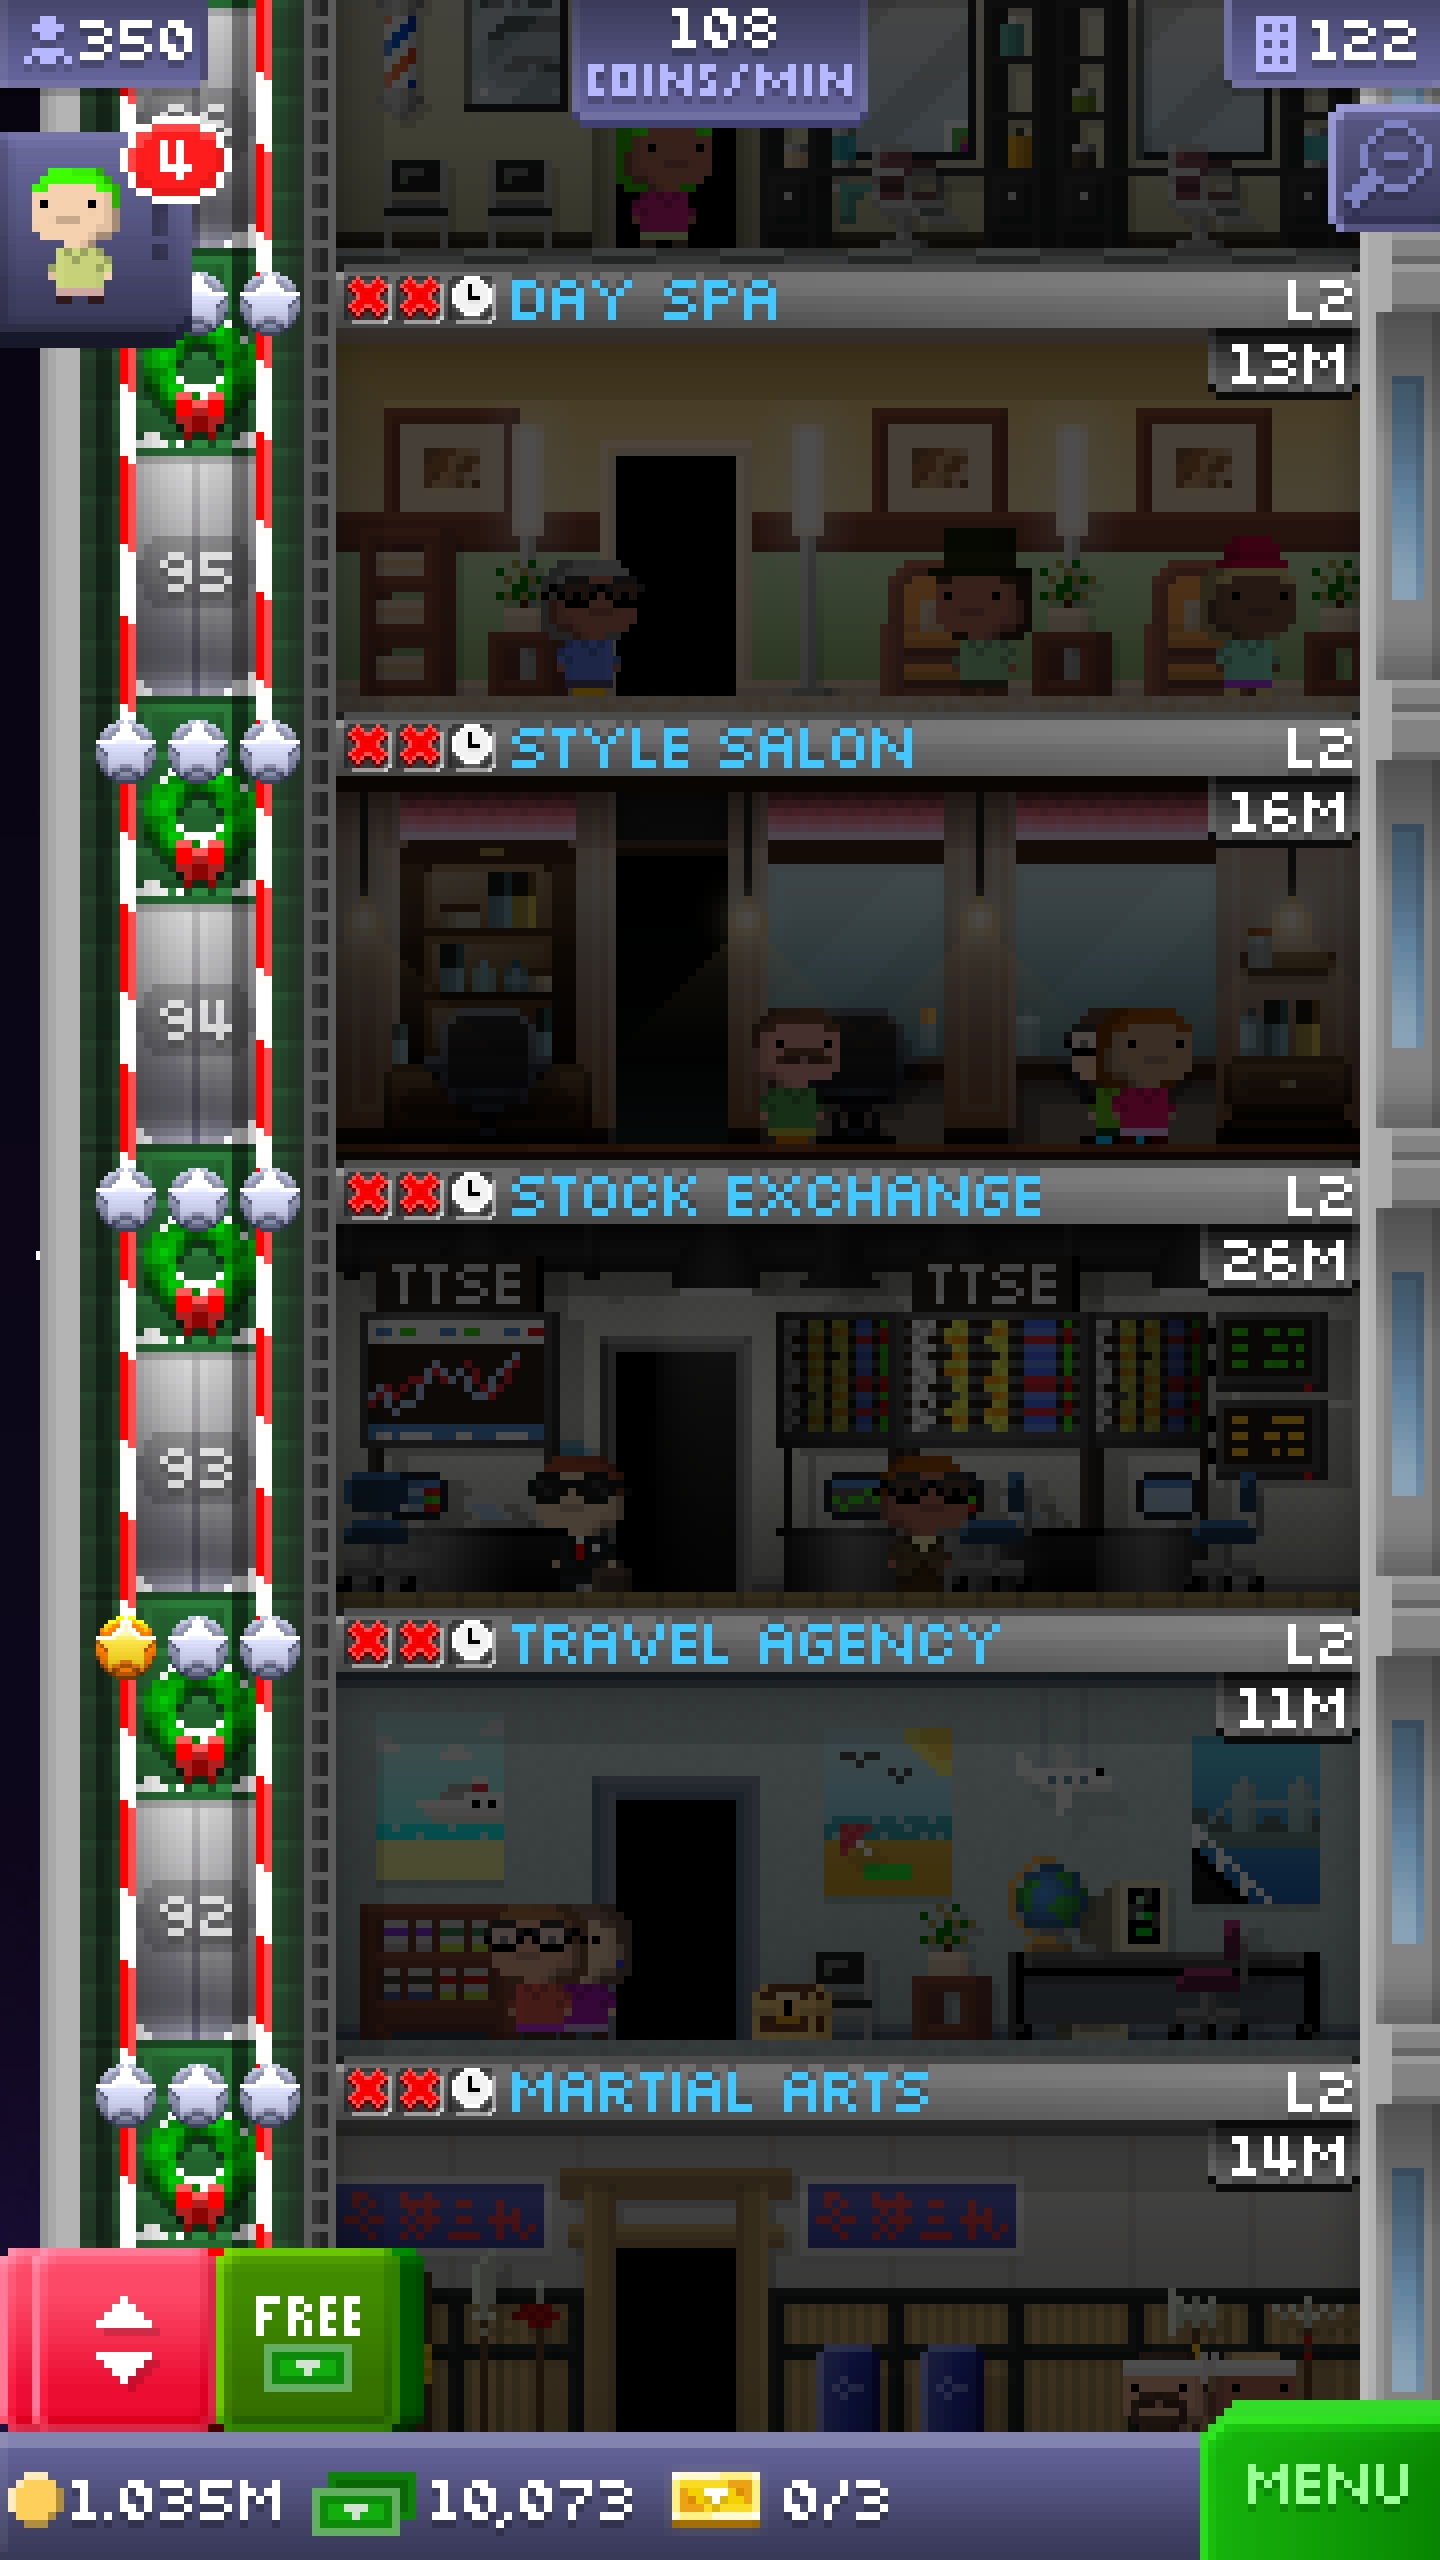 350
108
COINS/MIN
122
4
DAY SPA
L2
13M
95
STYLE SALON
L2
16M
94
STOCK EXCHANGE
L2
26M
TTSE
TTSE
93
TRAVEL AGENCY
L2
11M
92
MARTIAL ARTS
L2
14M
FREE
1.035M
10,073
0/3
MENU